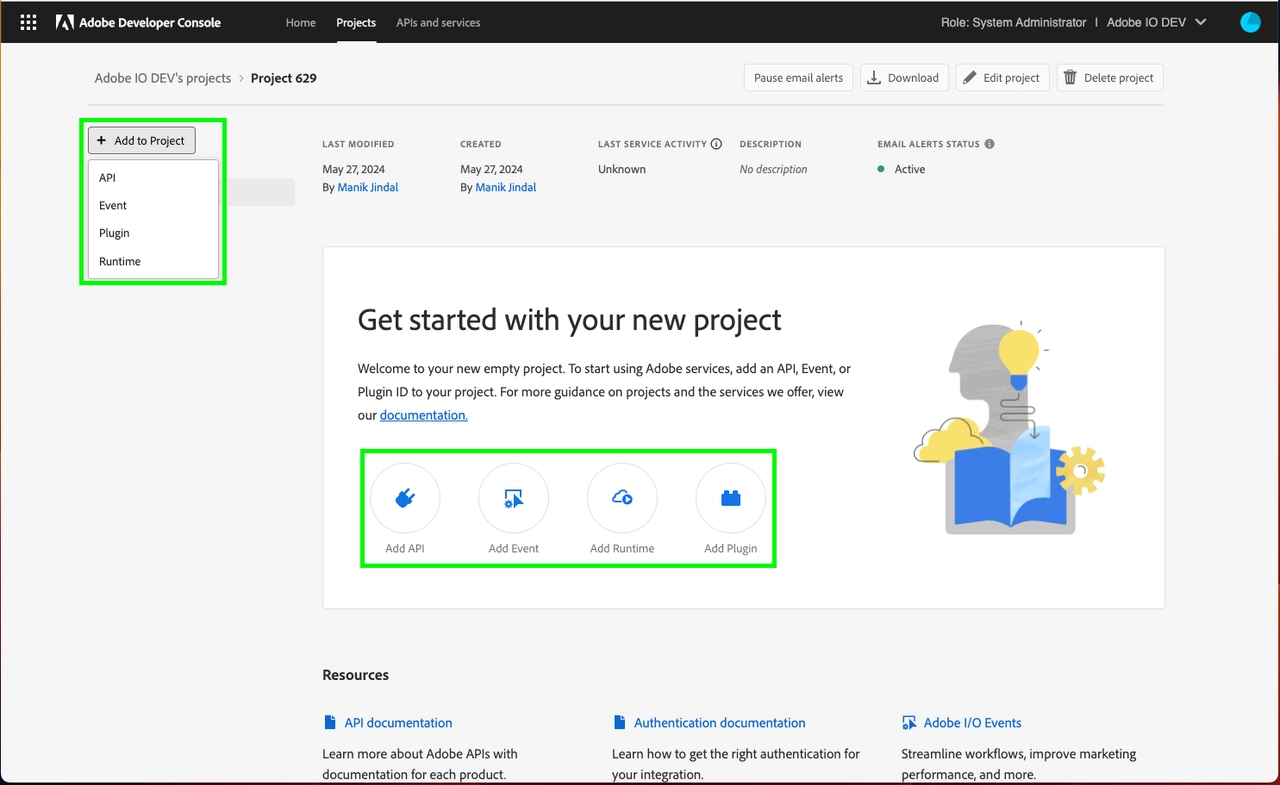 Adobe Developer Console
Home
Projects
APIs and services
Role: System Administrator | Adobe IO DEV
Adobe IO DEV's projects > Project 629
Pause email alerts
Download
Edit project
Delete project
+ Add to Project
API
Event
Plugin
Runtime
LAST MODIFIED
May 27, 2024
By Manik Jindal
CREATED
May 27, 2024
By Manik Jindal
LAST SERVICE ACTIVITY
Unknown
DESCRIPTION
No description
EMAIL ALERTS STATUS
Active
Get started with your new project
Welcome to your new empty project. To start using Adobe services, add an API, Event, or
Plugin ID to your project. For more guidance on projects and the services we offer, view
our documentation.
Add API
Add Event
Add Runtime
Add Plugin
Resources
API documentation
Learn more about Adobe APIs with
documentation for each product.
Authentication documentation
Learn how to get the right authentication for
your integration.
Adobe I/O Events
Streamline workflows, improve marketing
performance, and more.